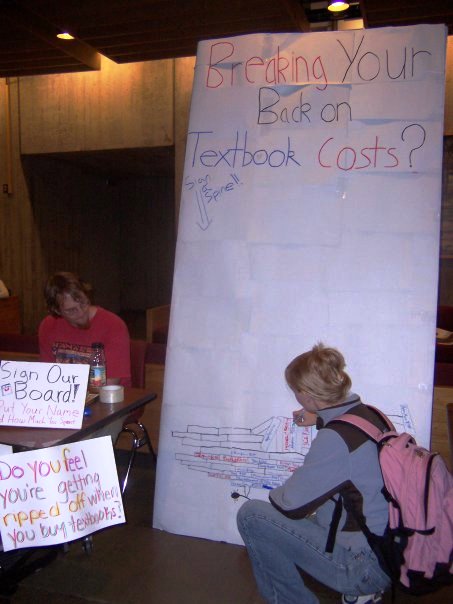 Breaking Your
Back on
Textbook Costs?
Sign
a
Spine!!
Sign Our
Board!
Put Your Name
How Much You Spent
Do you feel
you're getting
ripped off when
you buy textbooks?